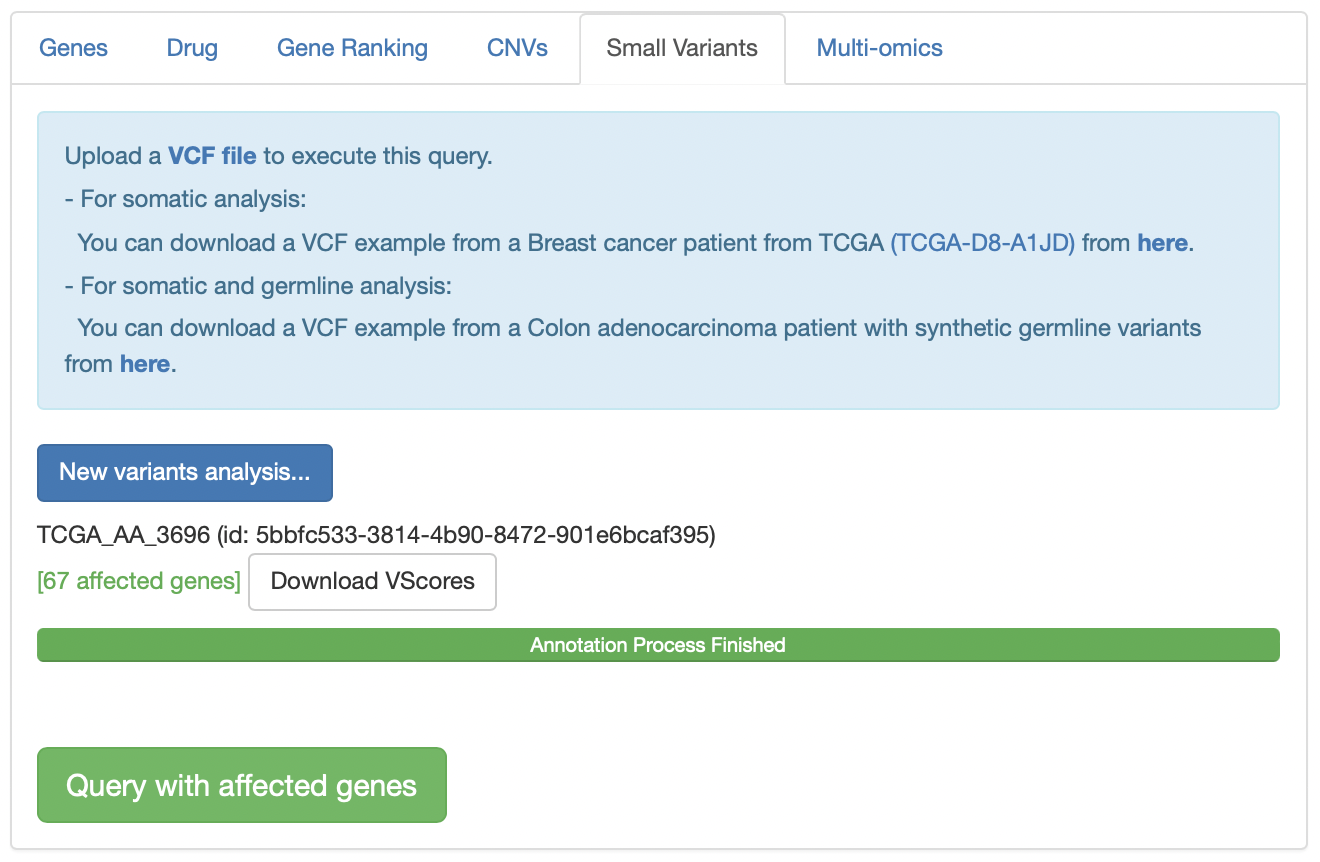 Genes Drug Gene Ranking CNVs Small Variants Multi-omics
Upload a VCF file to execute this query.
- For somatic analysis:
You can download a VCF example from a Breast cancer patient from TCGA (TCGA-D8-A1JD) from here.
- For somatic and germline analysis:
You can download a VCF example from a Colon adenocarcinoma patient with synthetic germline variants
from here.
New variants analysis...
TCGA_AA_3696 (id: 5bbfc533-3814-4b90-8472-901e6bcaf395)
[67 affected genes] Download VScores
Annotation Process Finished
Query with affected genes